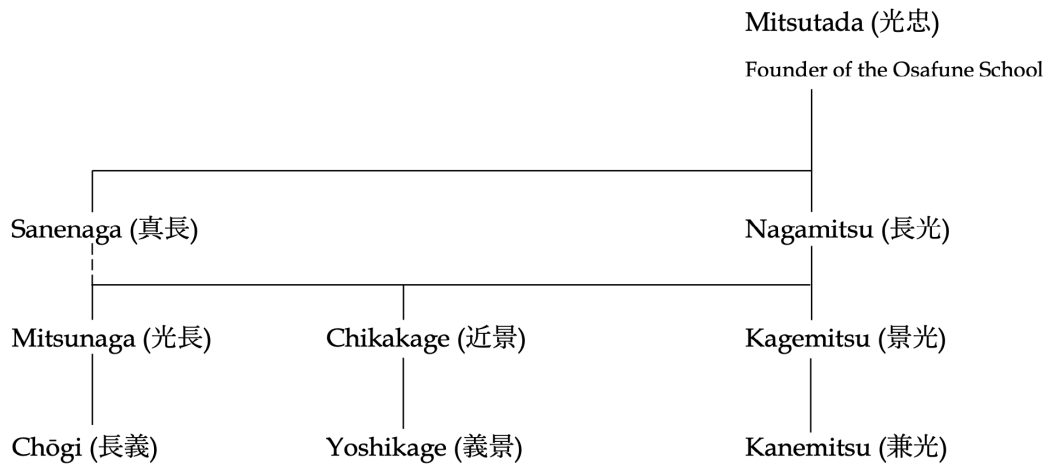 Mitsutada (光忠)
Founder of the Osafune School
Sanenaga (真長)
Nagamitsu (長光)
Mitsunaga (光長)
Chikakage (近景)
Kagemitsu (景光)
Chōgi (長義)
Yoshikage (義景)
Kanemitsu (兼光)